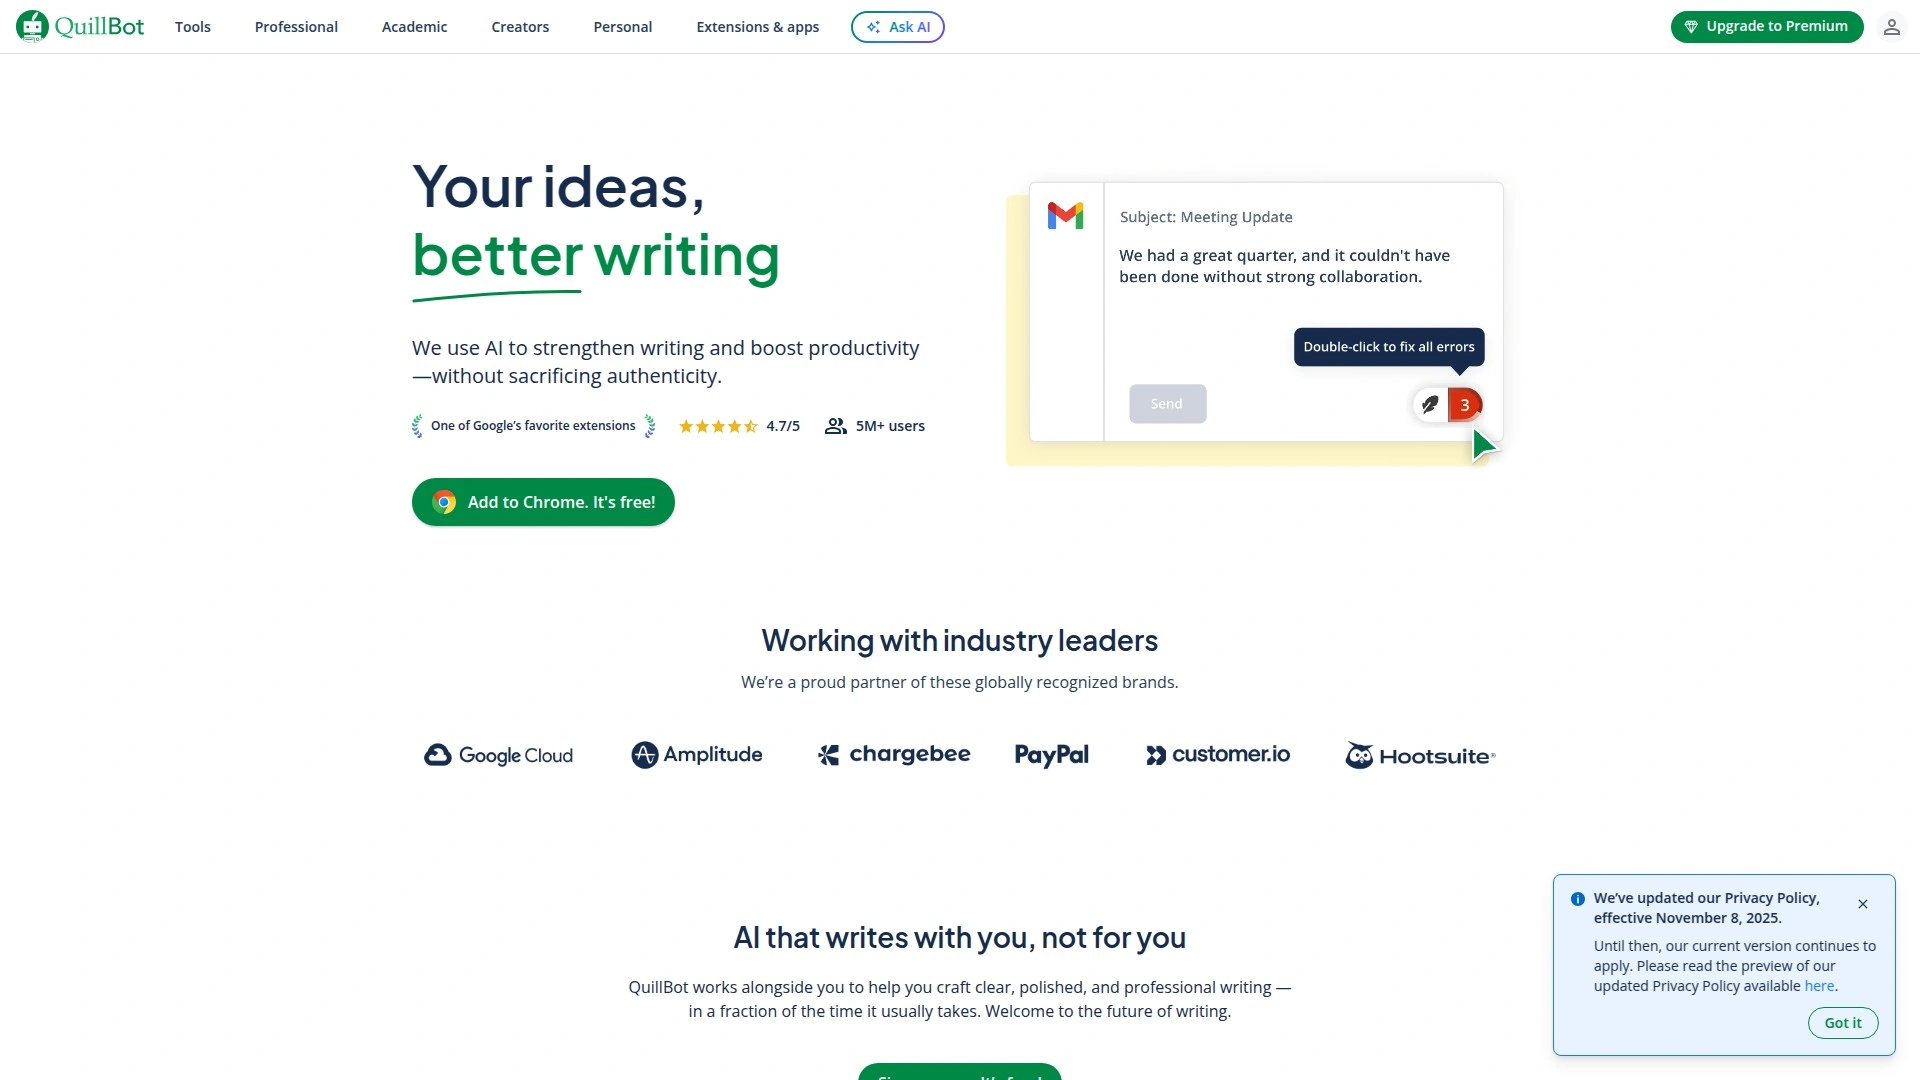 QuillBot
Tools
Professional
Academic
Creators
Personal
Extensions & apps
Ask AI
Upgrade to Premium
Your ideas,
better writing
We use AI to strengthen writing and boost productivity
—without sacrificing authenticity.
One of Google’s favorite extensions
4.7/5
5M+ users
Add to Chrome. It's free!
Subject: Meeting Update
We had a great quarter, and it couldn't have
been done without strong collaboration.
Double-click to fix all errors
Send
3
Working with industry leaders
We’re a proud partner of these globally recognized brands.
Google Cloud
Amplitude
chargebee
PayPal
customer.io
Hootsuite®
AI that writes with you, not for you
QuillBot works alongside you to help you craft clear, polished, and professional writing —
in a fraction of the time it usually takes. Welcome to the future of writing.
We’ve updated our Privacy Policy,
effective November 8, 2025.
Until then, our current version continues to
apply. Please read the preview of our
updated Privacy Policy available here.
Got it